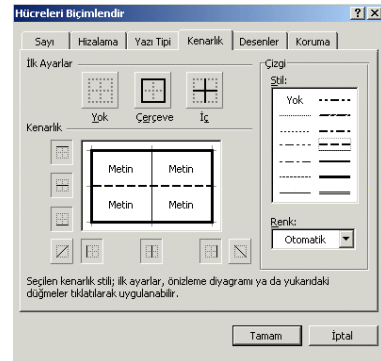 Hücreleri Biçimlendir
Sayı Hizalama Yazı Tipi Kenarlık Desenler Koruma
İlk Ayarlar
Yok Çerçeve İç
Kenarlık
Metin Metin
Metin Metin
Çizgi
Stil:
Yok
Renk:
Otomatik
Seçilen kenarlık stili; ilk ayarlar, önizleme diyagramı ya da yukarıdaki
düğmeler tıklatılarak uygulanabilir.
Tamam İptal